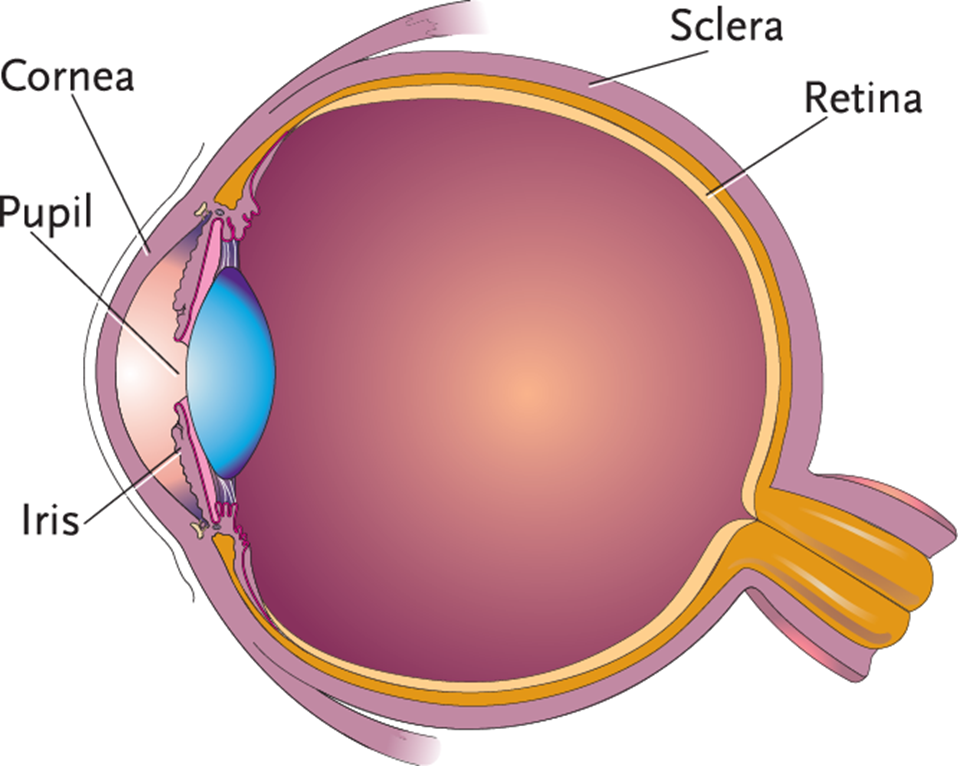 Sclera
Cornea
Retina
Pupil
Iris